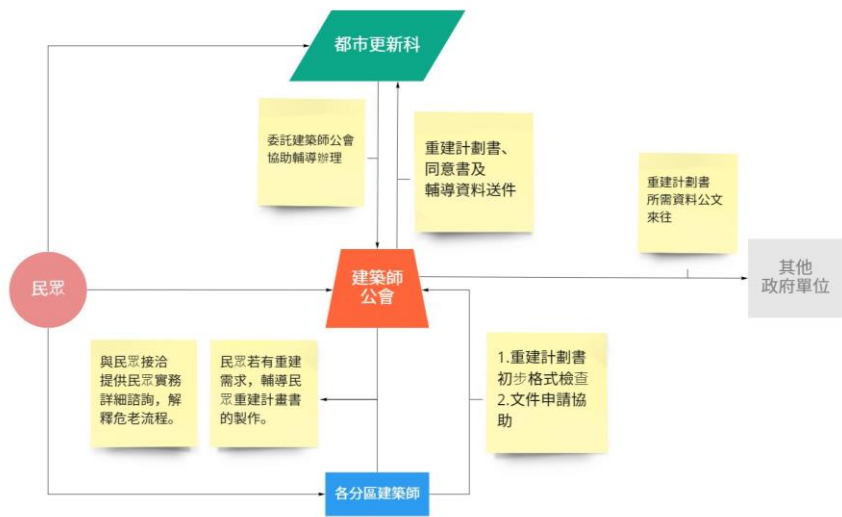 都市更新科
委託建築師公會
協助輔導辦理
重建計劃書、
同意書及
輔導資料送件
重建計劃書
所需資料公文
來往
民眾
建築師
公會
其他
政府單位
與民眾接洽
提供民眾實務
詳細諮詢，解
釋危老流程。
民眾若有重建
需求，輔導民
眾重建計畫書
的製作。
1.重建計劃書
初步格式檢查
2.文件申請協
助
各分區建築師